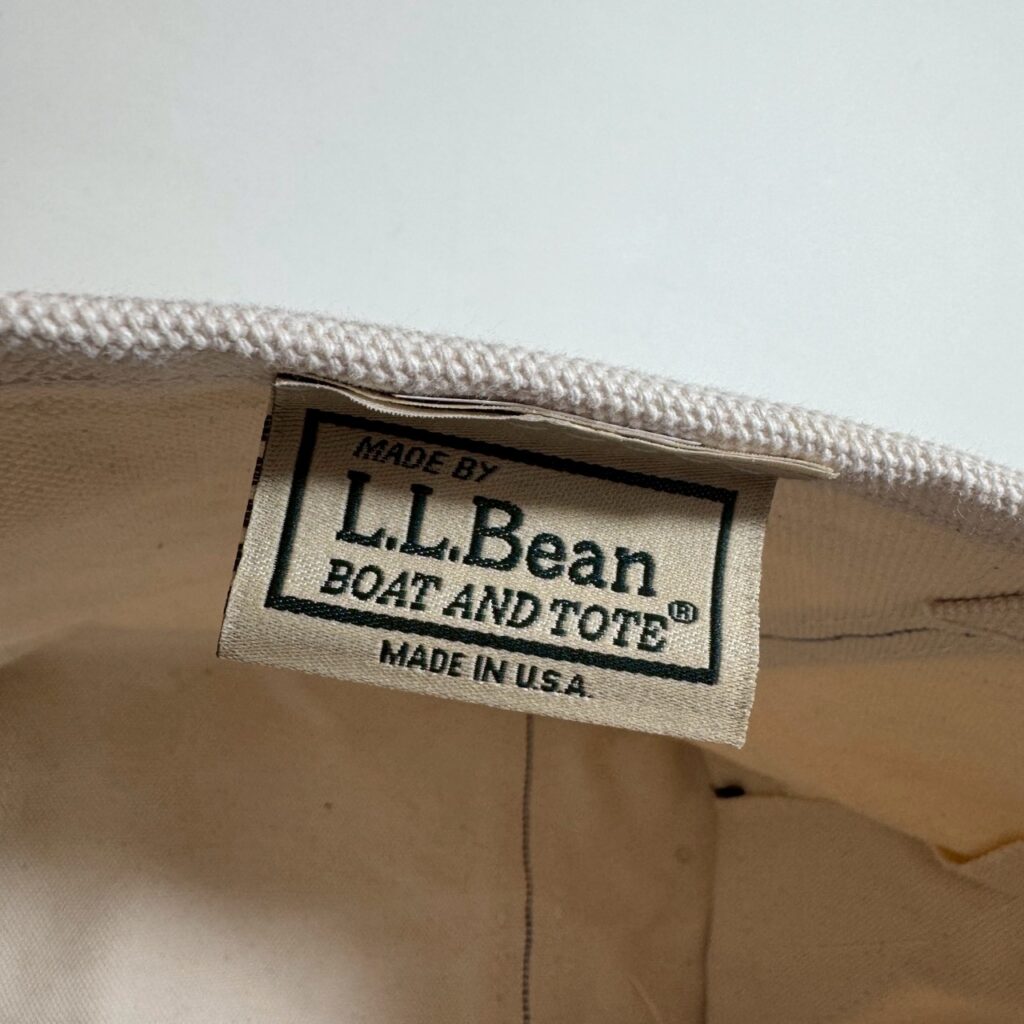 MADE BY
L.L.Bean
BOAT AND TOTE®
MADE IN U.S.A.